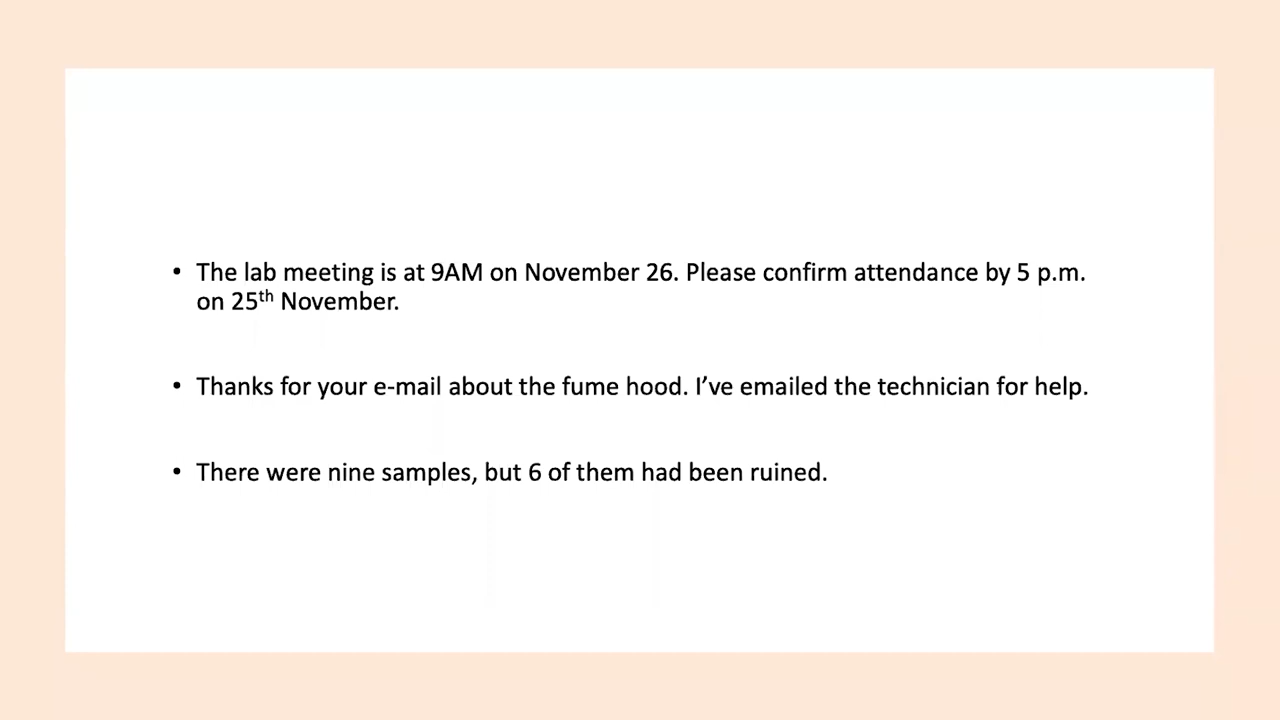 • The lab meeting is at 9AM on November 26. Please confirm attendance by 5 p.m.
on 25th November.
• Thanks for your e-mail about the fume hood. I’ve emailed the technician for help.
• There were nine samples, but 6 of them had been ruined.